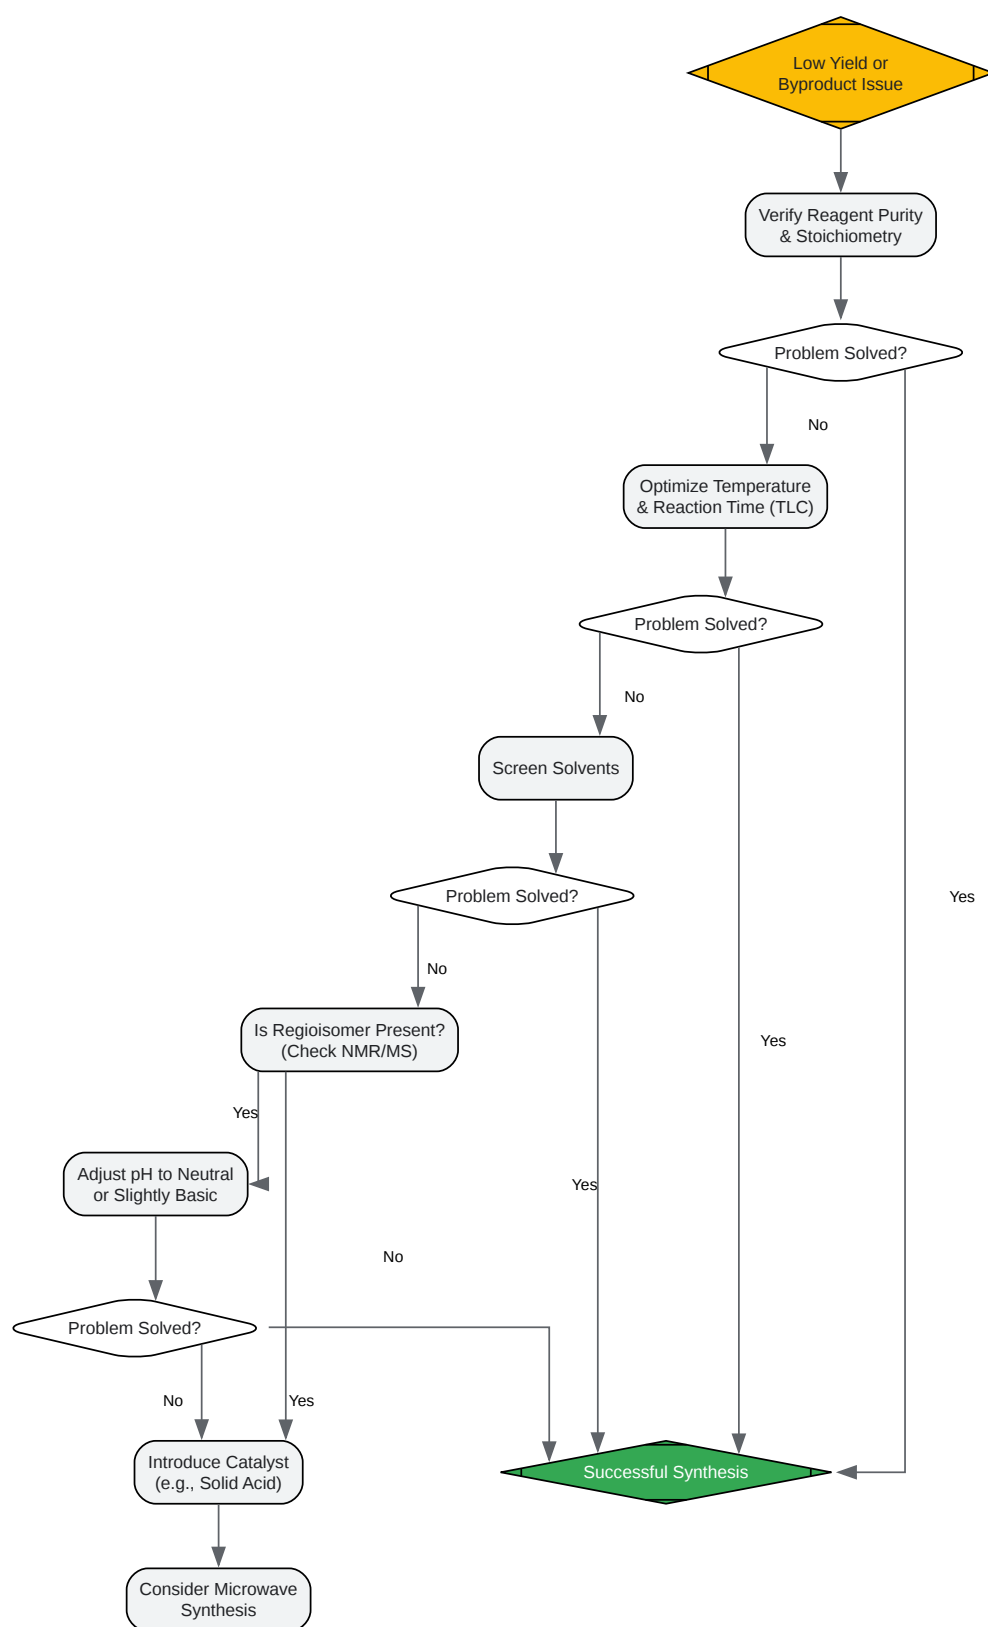 Low Yield or
Byproduct Issue
Verify Reagent Purity
& Stoichiometry
Problem Solved?
No
Optimize Temperature
& Reaction Time (TLC)
Problem Solved?
No
Screen Solvents
Problem Solved?
Yes
No
Is Regioisomer Present?
(Check NMR/MS)
Yes
Yes
Adjust pH to Neutral
or Slightly Basic
Yes
No
Problem Solved?
No
Yes
Introduce Catalyst
(e.g., Solid Acid)
Successful Synthesis
Consider Microwave
Synthesis